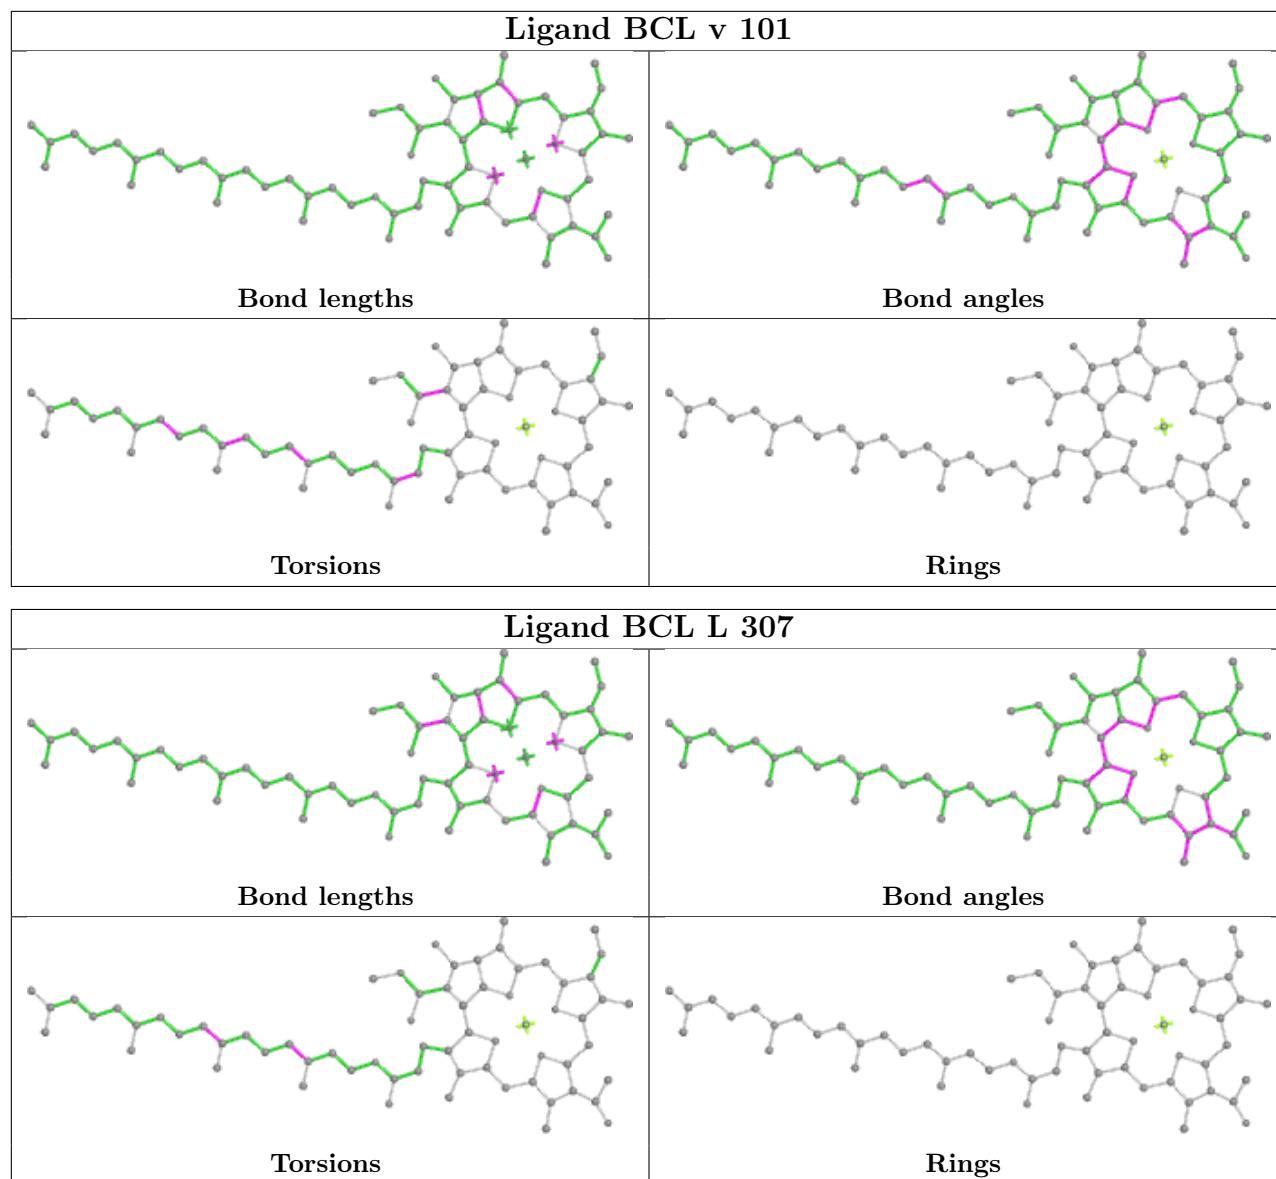 Ligand BCL v 101
Bond lengths
Bond angles
Torsions
Rings
Ligand BCL L 307
Bond lengths
Bond angles
Torsions
Rings